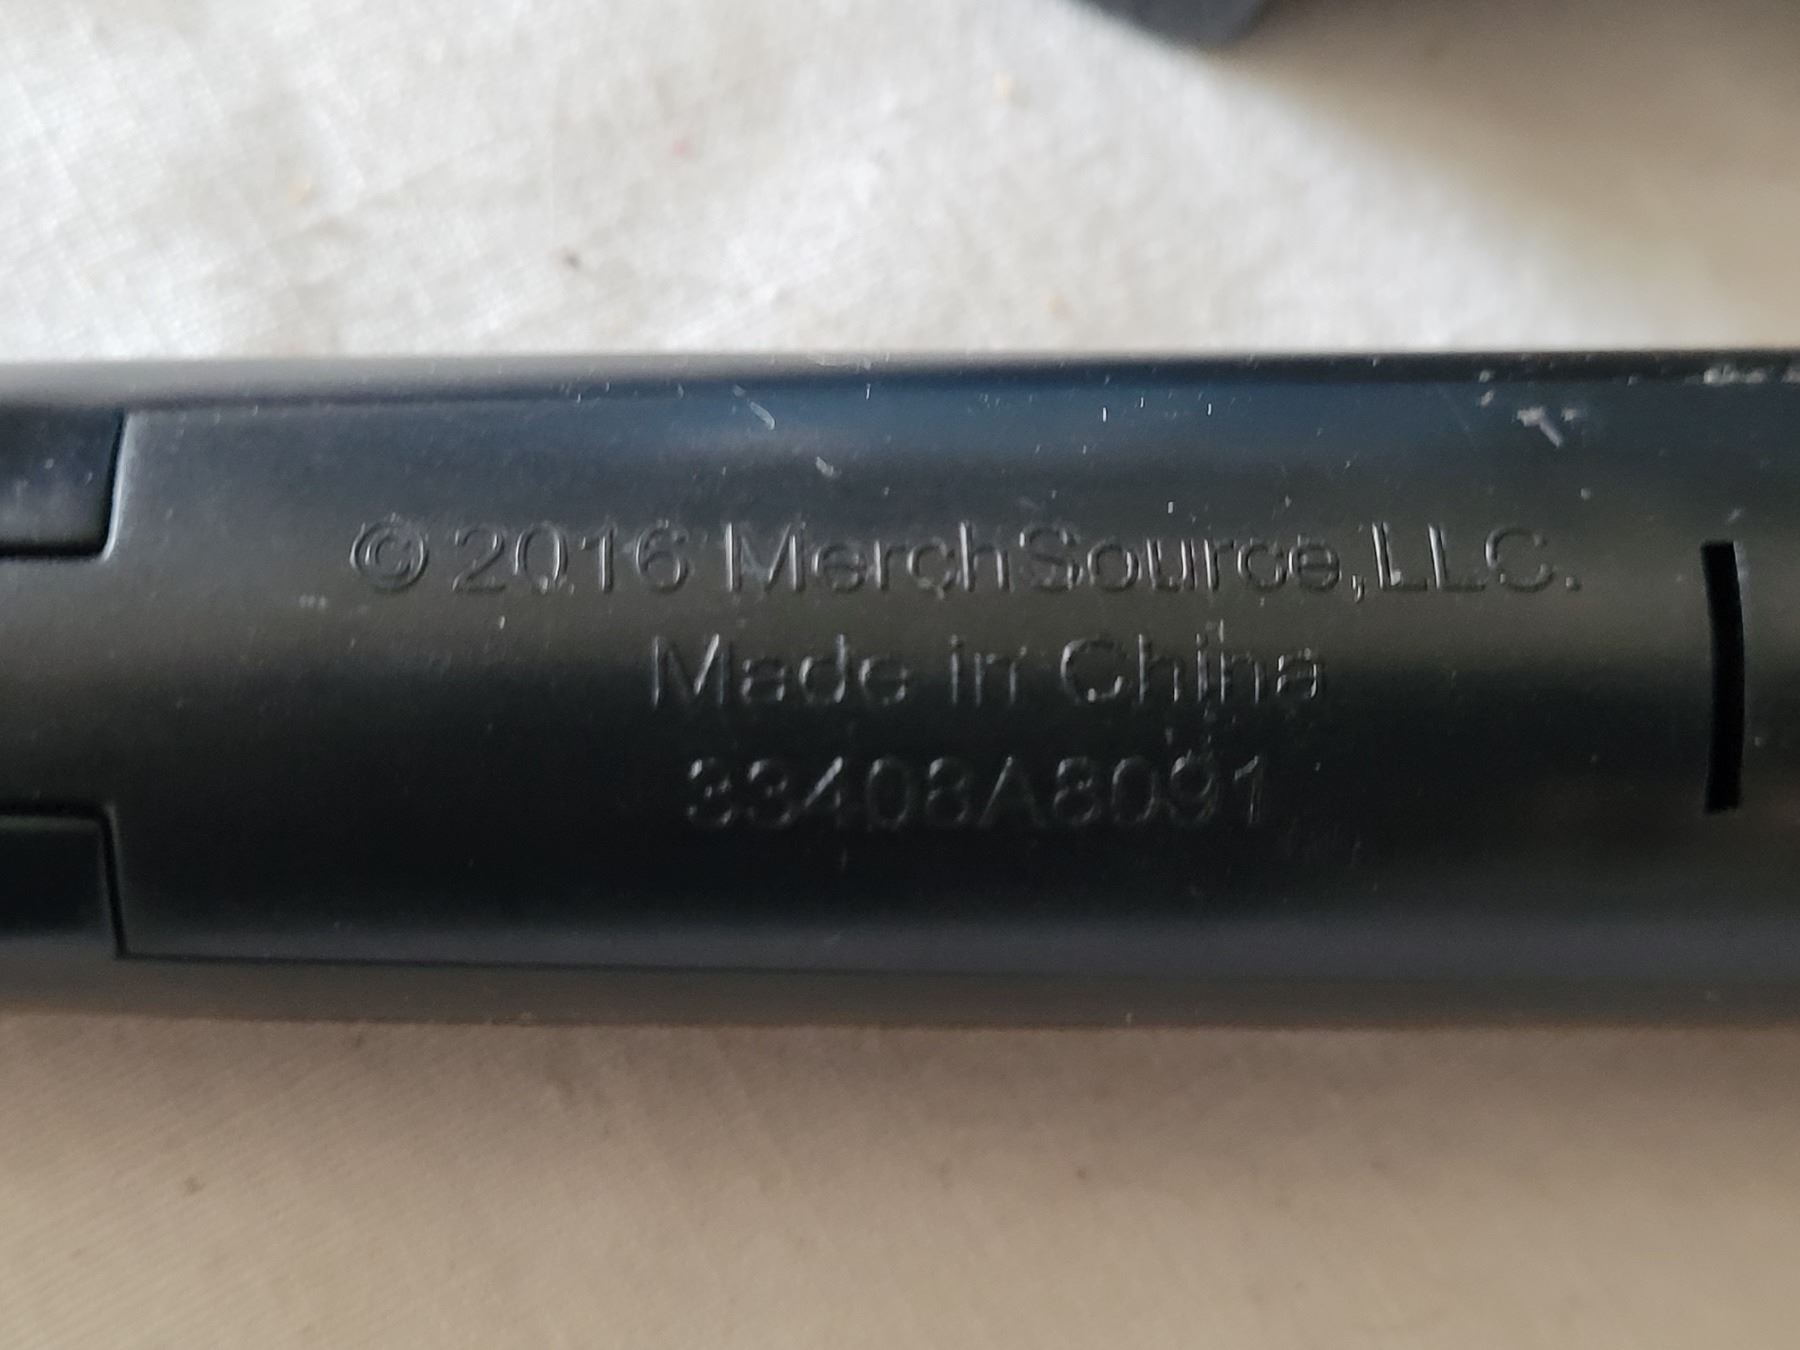 ©2016 MerchSource,LLC.
Made in China
33408A8091